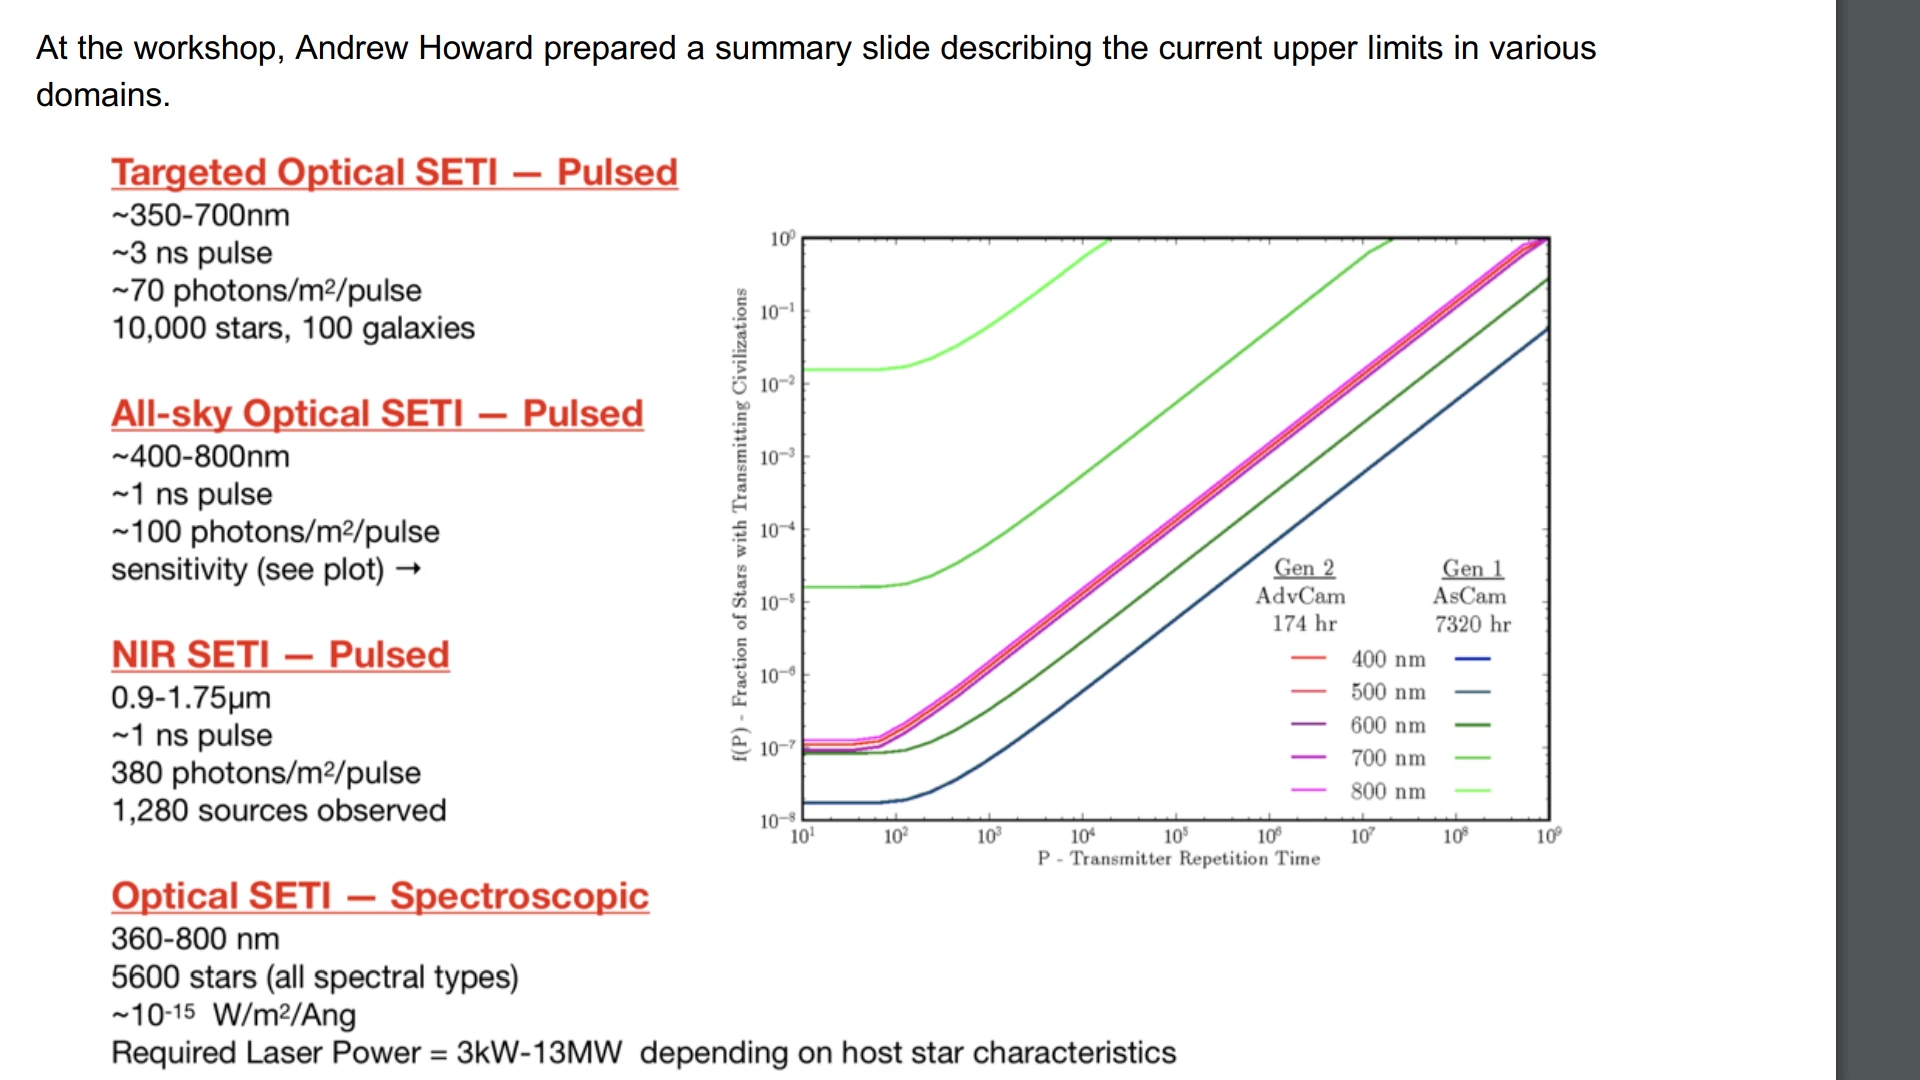 At the workshop, Andrew Howard prepared a summary slide describing the current upper limits in various
domains.
Targeted Optical SETI — Pulsed
~350-700nm
~3 ns pulse
~70 photons/m²/pulse
10,000 stars, 100 galaxies
All-sky Optical SETI — Pulsed
~400-800nm
~1 ns pulse
~100 photons/m²/pulse
sensitivity (see plot) →
NIR SETI — Pulsed
0.9-1.75µm
~1 ns pulse
380 photons/m²/pulse
1,280 sources observed
Optical SETI — Spectroscopic
360-800 nm
5600 stars (all spectral types)
~10⁻¹⁵ W/m²/Ang
Required Laser Power = 3kW-13MW depending on host star characteristics
f(P) - Fraction of Stars with Transmitting Civilizations
10⁰
10⁻¹
10⁻²
10⁻³
10⁻⁴
10⁻⁵
10⁻⁶
10⁻⁷
10⁻⁸
10¹ 10² 10³ 10⁴ 10⁵ 10⁶ 10⁷ 10⁸ 10⁹
P - Transmitter Repetition Time
Gen 2 Gen 1
AdvCam AsCam
174 hr 7320 hr
400 nm
500 nm
600 nm
700 nm
800 nm